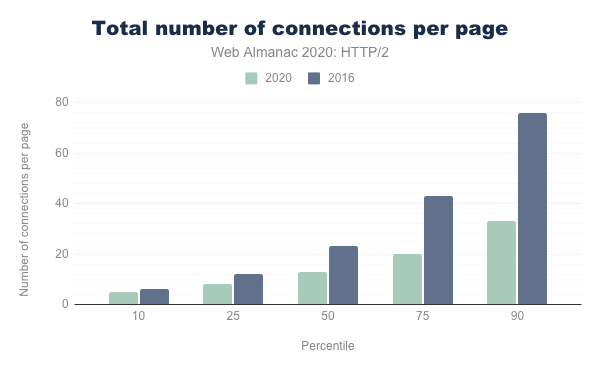 Total number of connections per page
Web Almanac 2020: HTTP/2
2020 2016
Number of connections per page
80
60
40
20
0
10 25 50 75 90
Percentile